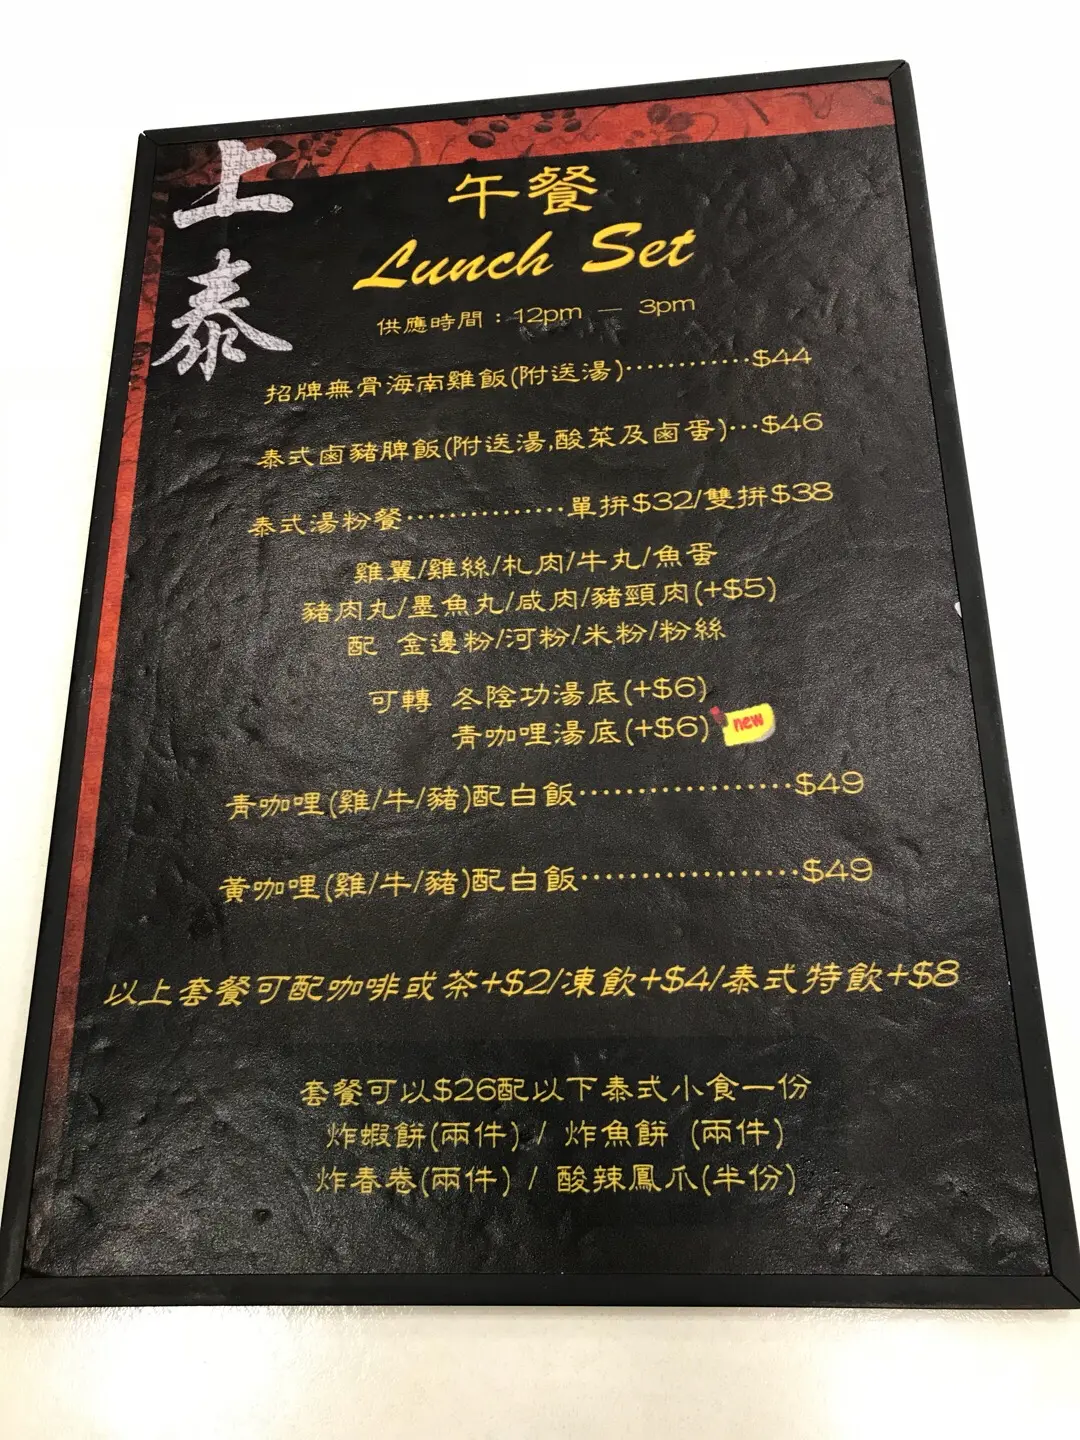 上泰
午餐
Lunch Set
供應時間：12pm — 3pm
招牌無骨海南雞飯(附送湯)············$44
泰式鹵豬脾飯(附送湯,酸菜及鹵蛋)···$46
泰式湯粉餐···············單拼$32/雙拼$38
雞翼/雞絲/札肉/牛丸/魚蛋
豬肉丸/墨魚丸/咸肉/豬頸肉(+$5)
配 金邊粉/河粉/米粉/粉絲
可轉 冬陰功湯底(+$6)
青咖哩湯底(+$6) new
青咖哩(雞/牛/豬)配白飯··················$49
黃咖哩(雞/牛/豬)配白飯···················$49
以上套餐可配咖啡或茶+$2/凍飲+$4/泰式特飲+$8
套餐可以$26配以下泰式小食一份
炸蝦餅(兩件) / 炸魚餅 (兩件)
炸春卷(兩件) / 酸辣鳳爪(半份)